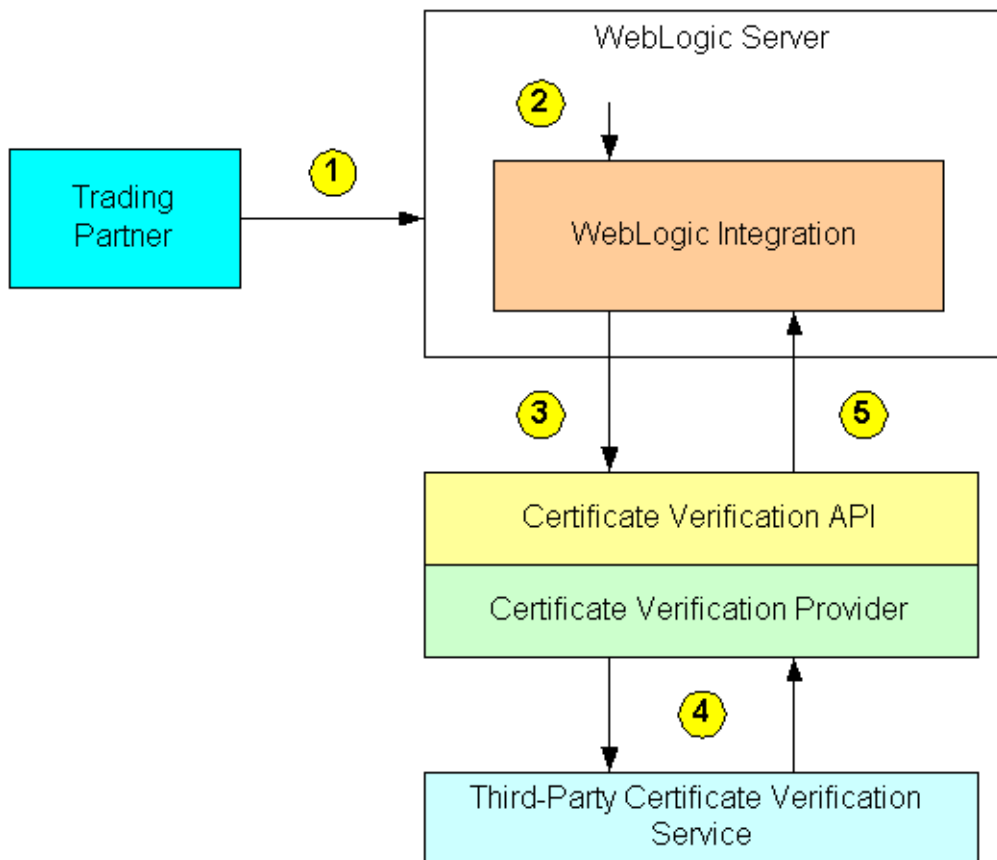 WebLogic Server
2
1
Trading
Partner
WebLogic Integration
3
5
Certificate Verification API
Certificate Verification Provider
4
Third-Party Certificate Verification
Service